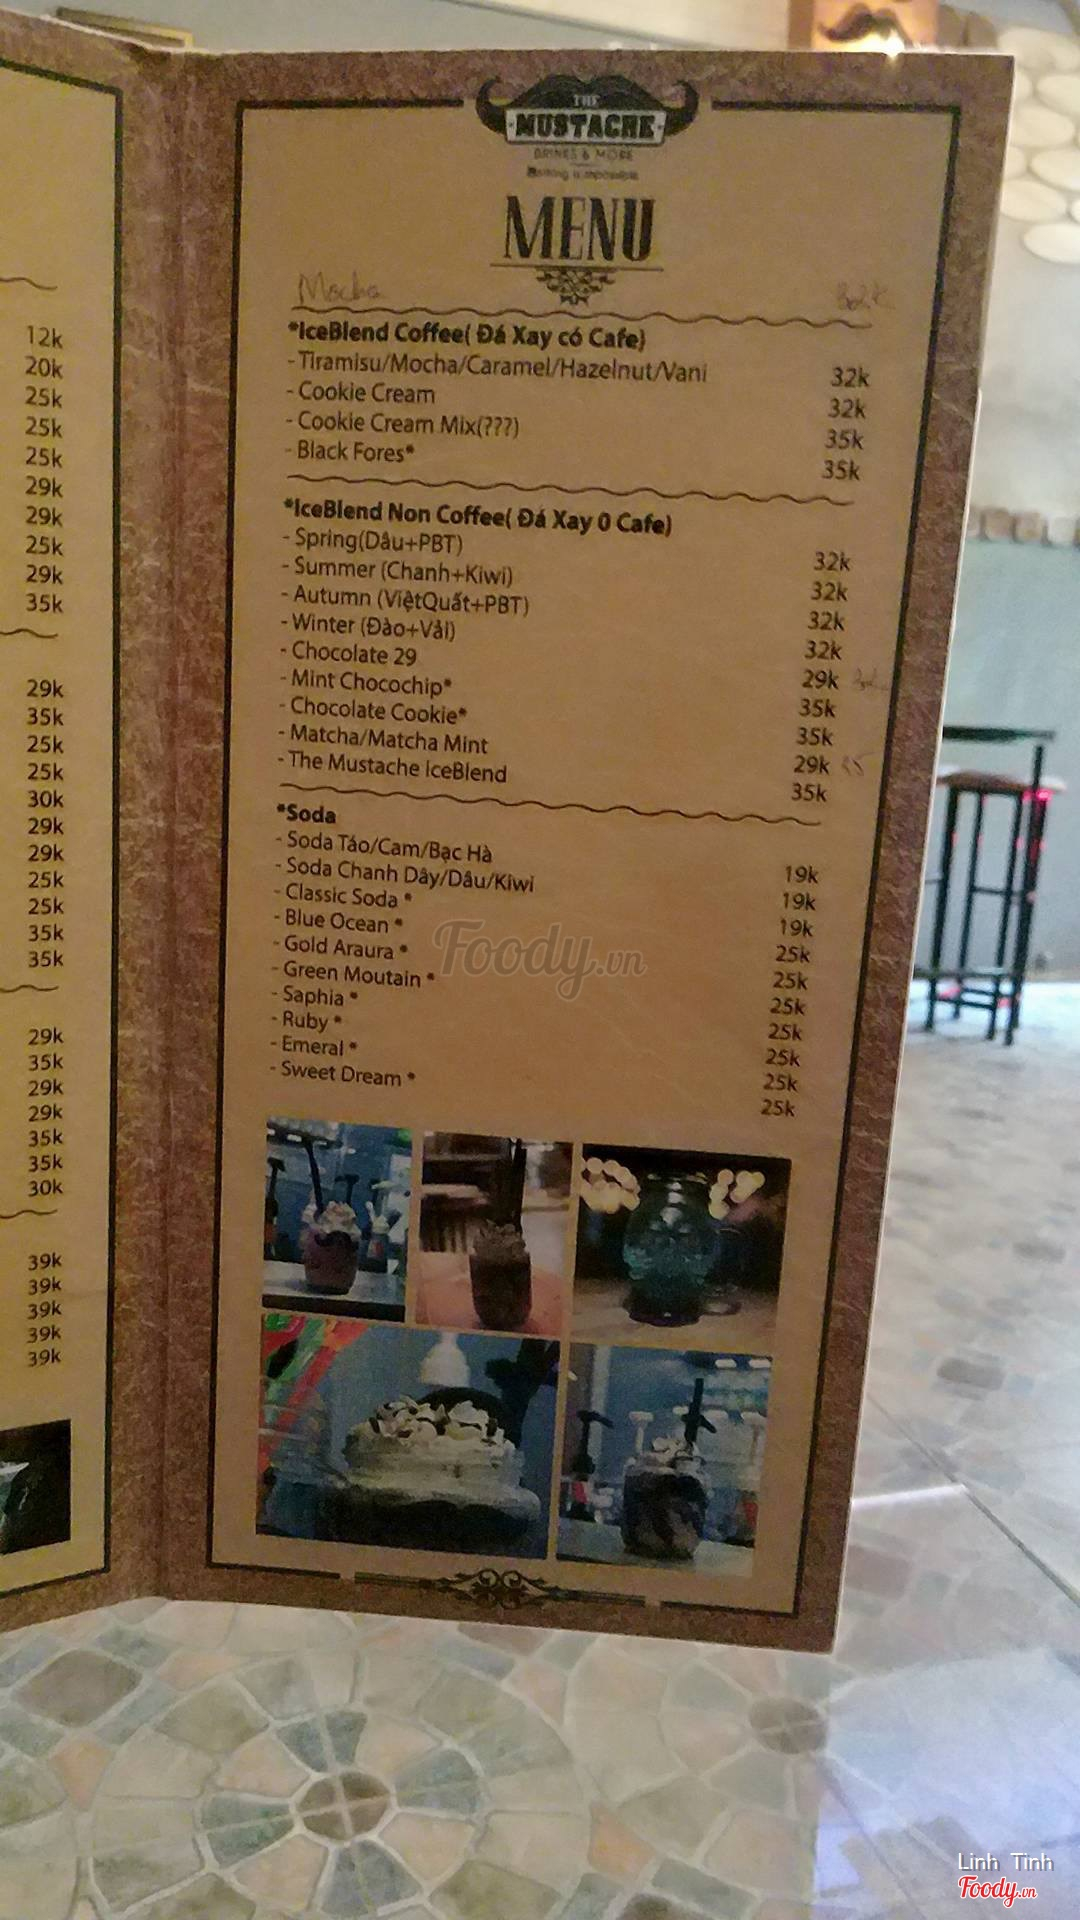 THE
MUSTACHE
DRINKS & MORE
MENU
Mocha
*IceBlend Coffee( Đá Xay có Cafe)
- Tiramisu/Mocha/Caramel/Hazelnut/Vani 32k
- Cookie Cream 32k
- Cookie Cream Mix(???) 35k
- Black Fores* 35k
*IceBlend Non Coffee( Đá Xay 0 Cafe)
- Spring(Dâu+PBT) 32k
- Summer (Chanh+Kiwi) 32k
- Autumn (ViệtQuất+PBT) 32k
- Winter (Đào+Vải) 32k
- Chocolate 29 29k
- Mint Chocochip* 35k
- Chocolate Cookie* 35k
- Matcha/Matcha Mint 29k
- The Mustache IceBlend 35k
*Soda
- Soda Táo/Cam/Bạc Hà 19k
- Soda Chanh Dây/Dâu/Kiwi 19k
- Classic Soda * 19k
- Blue Ocean * 25k
- Gold Araura * 25k
- Green Moutain * 25k
- Saphia * 25k
- Ruby * 25k
- Emeral * 25k
- Sweet Dream * 25k
12k
20k
25k
25k
25k
29k
29k
25k
29k
35k
29k
35k
25k
25k
30k
29k
29k
25k
25k
35k
35k
29k
35k
29k
29k
35k
35k
30k
39k
39k
39k
39k
39k
Foody.vn
Linh Tinh
Foody.vn